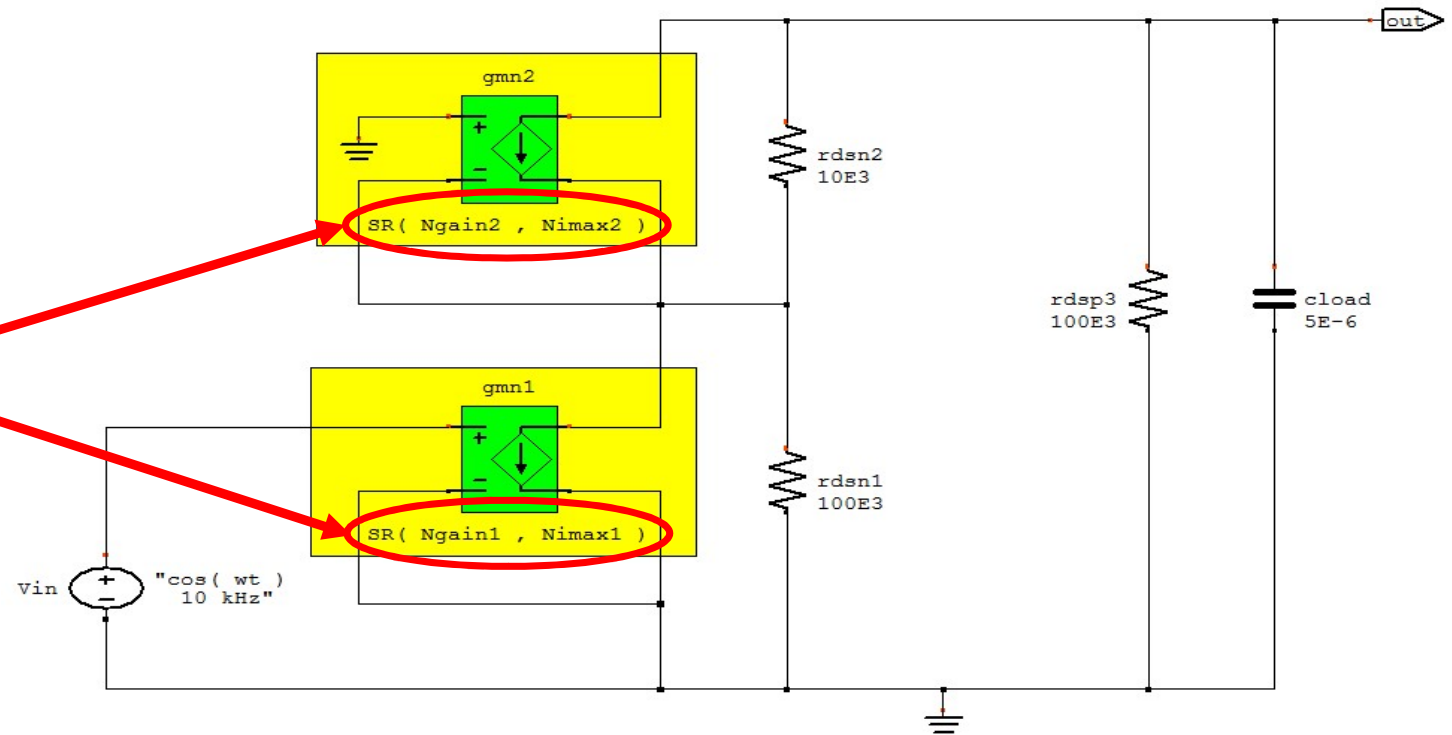 out
gmn2
+
−
SR( Ngain2 , Nimax2 )
rdsn2
10E3
rdsp3
100E3
cload
5E-6
gmn1
+
−
SR( Ngain1 , Nimax1 )
rdsn1
100E3
Vin
+
−
"cos( wt )
10 kHz"